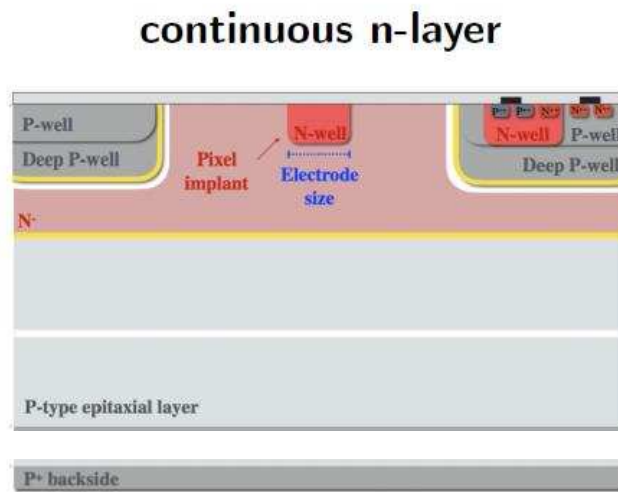 continuous n-layer
P-well
Deep P-well
Pixel
implant
N-well
Electrode
size
P++ P++ N++ N++ N++
N-well
P-well
Deep P-well
N-
P-type epitaxial layer
P+ backside